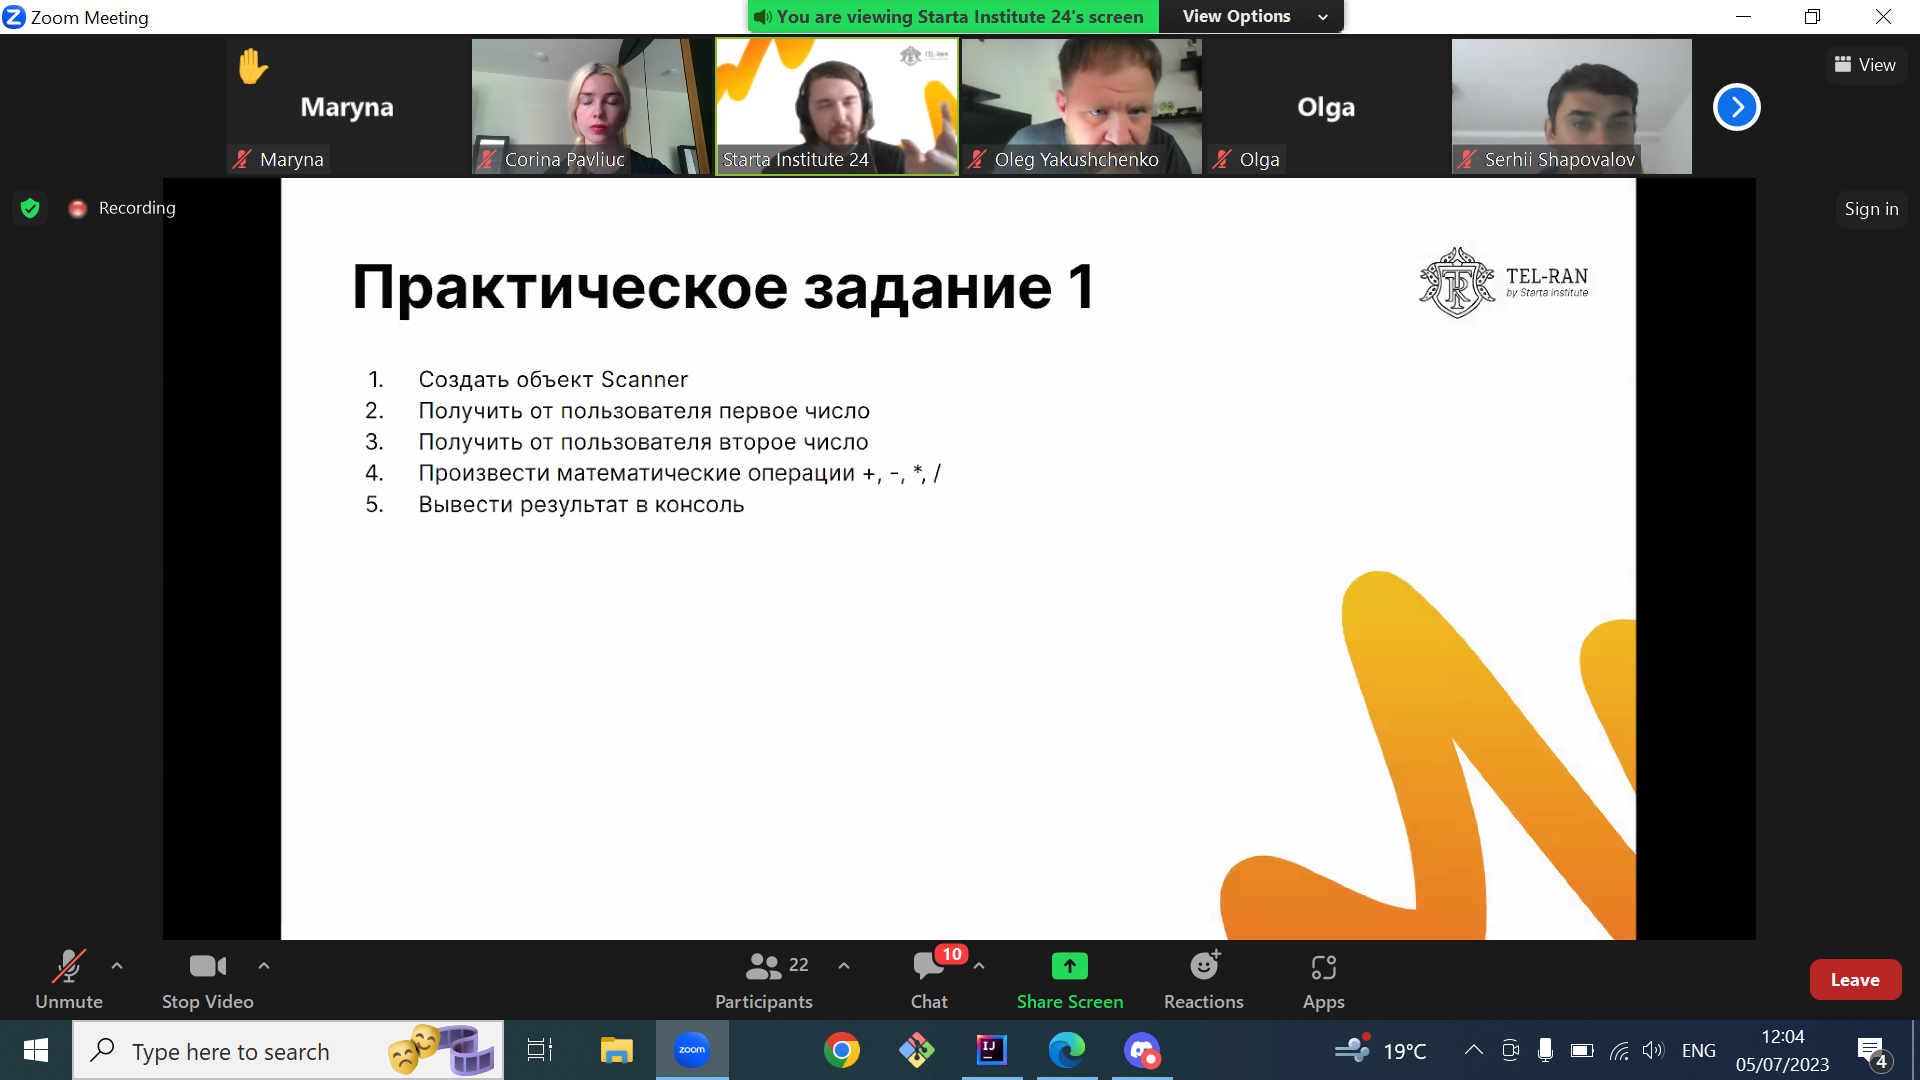 Zoom Meeting
You are viewing Starta Institute 24's screen
View Options
Maryna
Maryna
Corina Pavliuc
TEL-RAN
Starta Institute 24
Oleg Yakushchenko
Olga
Olga
Serhii Shapovalov
View
Recording
Sign in
Практическое задание 1
TEL-RAN
by Starta Institute
1. Создать объект Scanner
2. Получить от пользователя первое число
3. Получить от пользователя второе число
4. Произвести математические операции +, -, *, /
5. Вывести результат в консоль
Unmute
Stop Video
22
Participants
10
Chat
Share Screen
Reactions
Apps
Leave
Type here to search
zoom
IJ
19°C
ENG
12:04
05/07/2023
4